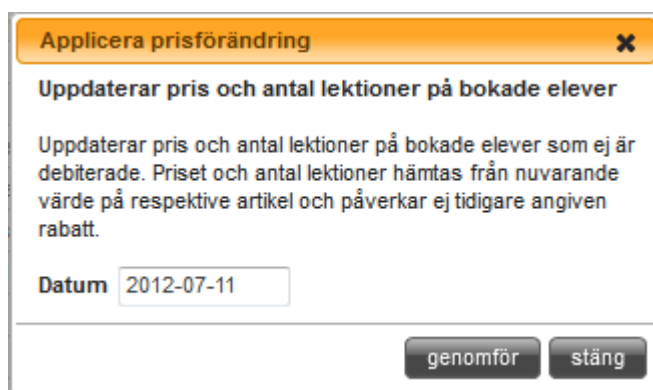 Applicera prisförändring
Uppdaterar pris och antal lektioner på bokade elever
Uppdaterar pris och antal lektioner på bokade elever som ej är
debiterade. Priset och antal lektioner hämtas från nuvarande
värde på respektive artikel och påverkar ej tidigare angiven
rabatt.
Datum 2012-07-11
genomför stäng